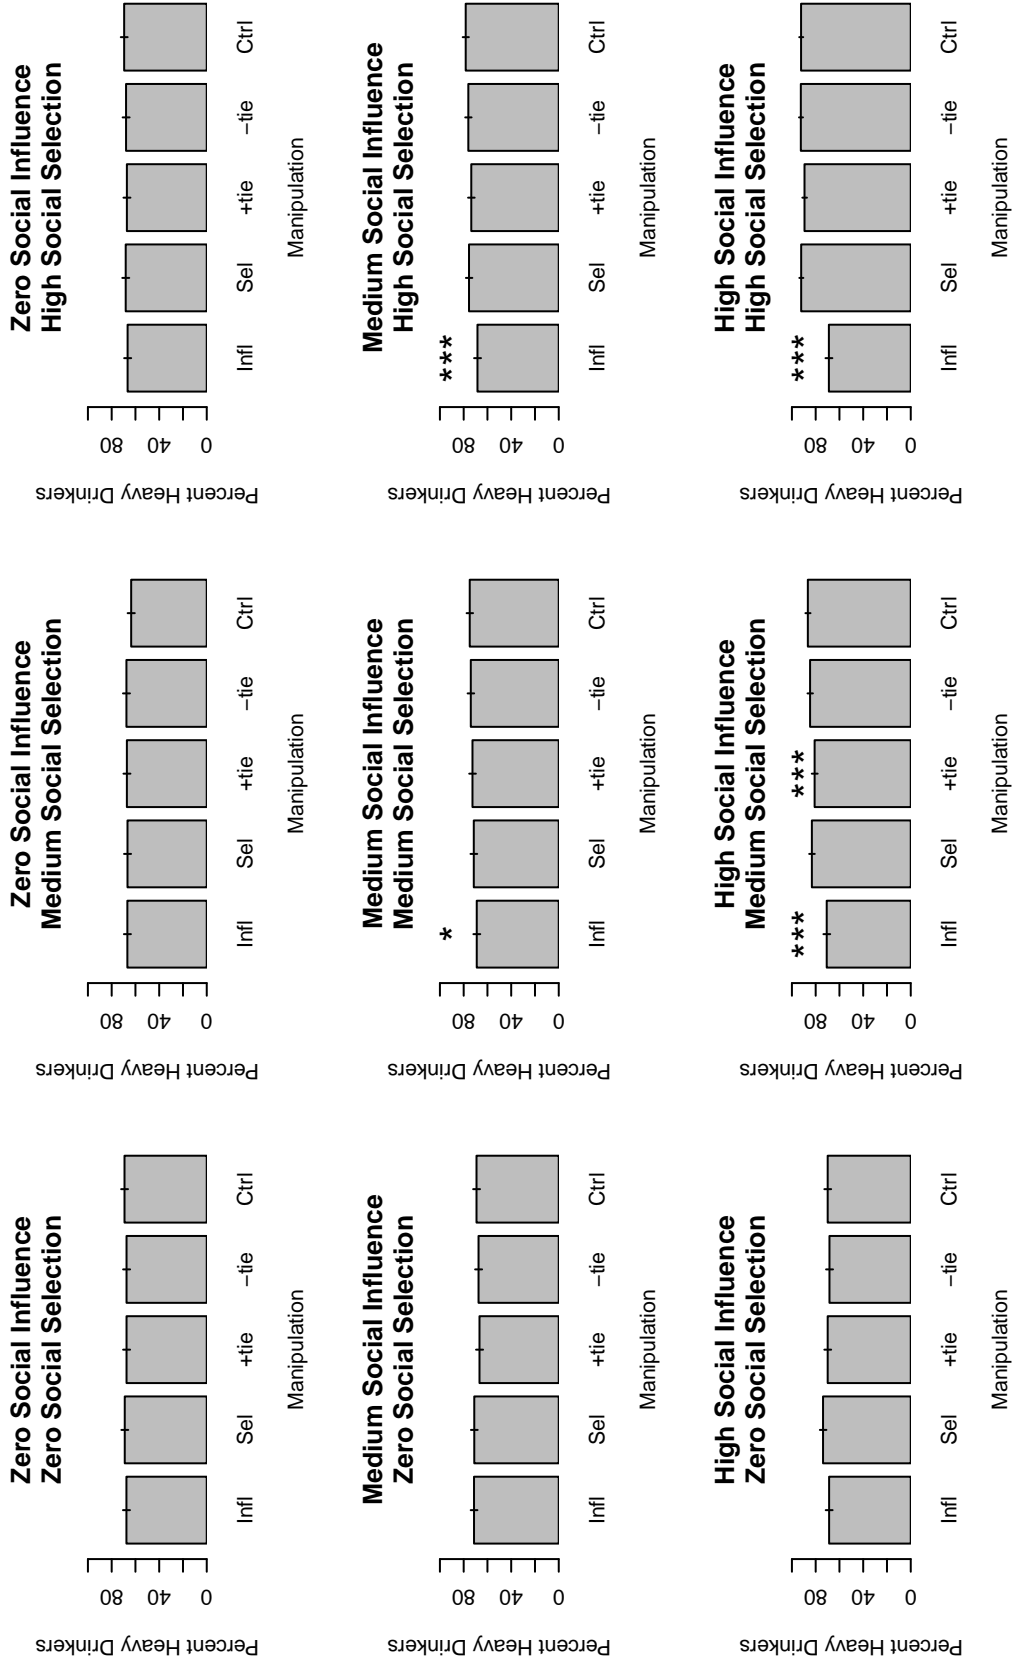 Zero Social Influence
Zero Social Selection
Percent Heavy Drinkers
80
40
0
Infl Sel +tie −tie Ctrl
Manipulation
Zero Social Influence
Medium Social Selection
Percent Heavy Drinkers
80
40
0
Infl Sel +tie −tie Ctrl
Manipulation
Zero Social Influence
High Social Selection
Percent Heavy Drinkers
80
40
0
Infl Sel +tie −tie Ctrl
Manipulation
Medium Social Influence
Zero Social Selection
Percent Heavy Drinkers
80
40
0
Infl Sel +tie −tie Ctrl
Manipulation
Medium Social Influence
Medium Social Selection
Percent Heavy Drinkers
80
40
0
*
Infl Sel +tie −tie Ctrl
Manipulation
Medium Social Influence
High Social Selection
Percent Heavy Drinkers
80
40
0
***
Infl Sel +tie −tie Ctrl
Manipulation
High Social Influence
Zero Social Selection
Percent Heavy Drinkers
80
40
0
Infl Sel +tie −tie Ctrl
Manipulation
High Social Influence
Medium Social Selection
Percent Heavy Drinkers
80
40
0
*** ***
Infl Sel +tie −tie Ctrl
Manipulation
High Social Influence
High Social Selection
Percent Heavy Drinkers
80
40
0
***
Infl Sel +tie −tie Ctrl
Manipulation